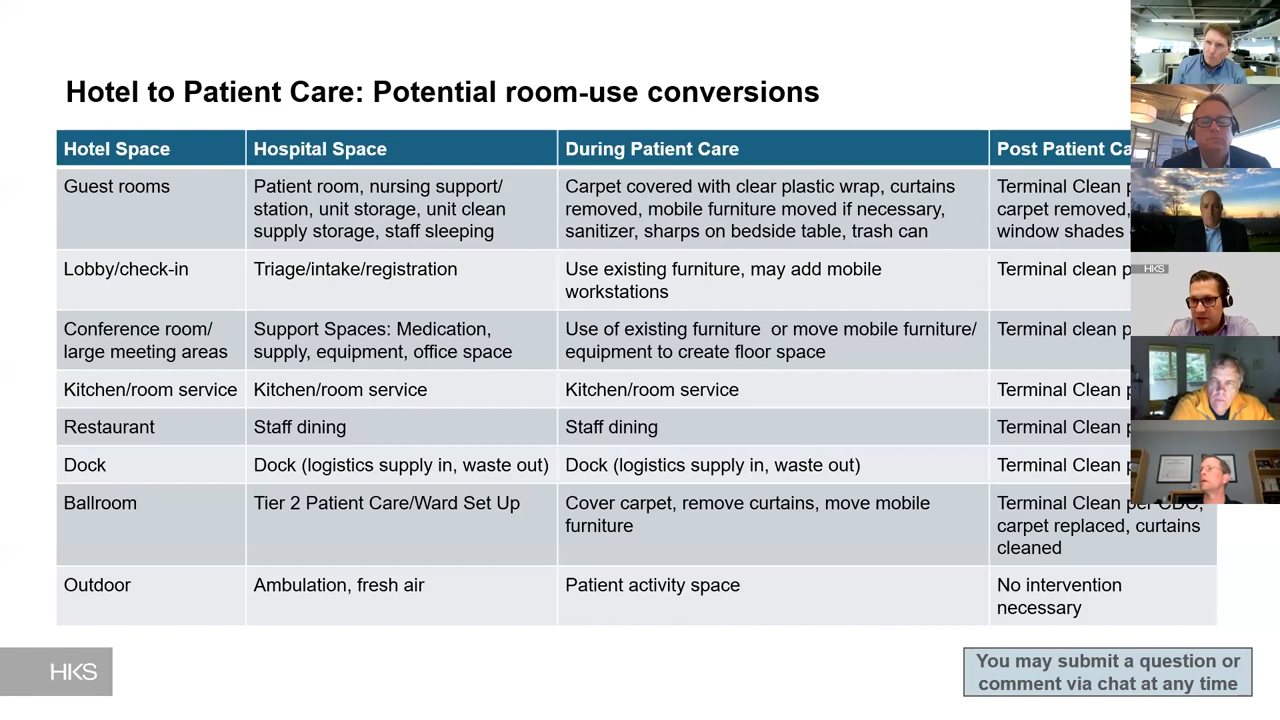 Hotel to Patient Care: Potential room-use conversions
Hotel Space
Hospital Space
During Patient Care
Post Patient
Guest rooms
Patient room, nursing support/
station, unit storage, unit clean
supply storage, staff sleeping
Carpet covered with clear plastic wrap, curtains
removed, mobile furniture moved if necessary,
sanitizer, sharps on bedside table, trash can
Terminal Clean
carpet removed,
window shades
Lobby/check-in
Triage/intake/registration
Use existing furniture, may add mobile
workstations
Terminal clean
Conference room/
large meeting areas
Support Spaces: Medication,
supply, equipment, office space
Use of existing furniture or move mobile furniture/
equipment to create floor space
Terminal clean
Kitchen/room service
Kitchen/room service
Kitchen/room service
Terminal Clean
Restaurant
Staff dining
Staff dining
Terminal Clean
Dock
Dock (logistics supply in, waste out)
Dock (logistics supply in, waste out)
Terminal Clean
Ballroom
Tier 2 Patient Care/Ward Set Up
Cover carpet, remove curtains, move mobile
furniture
Terminal Clean per CDC,
carpet replaced, curtains
cleaned
Outdoor
Ambulation, fresh air
Patient activity space
No intervention
necessary
HKS
HKS
You may submit a question or
comment via chat at any time